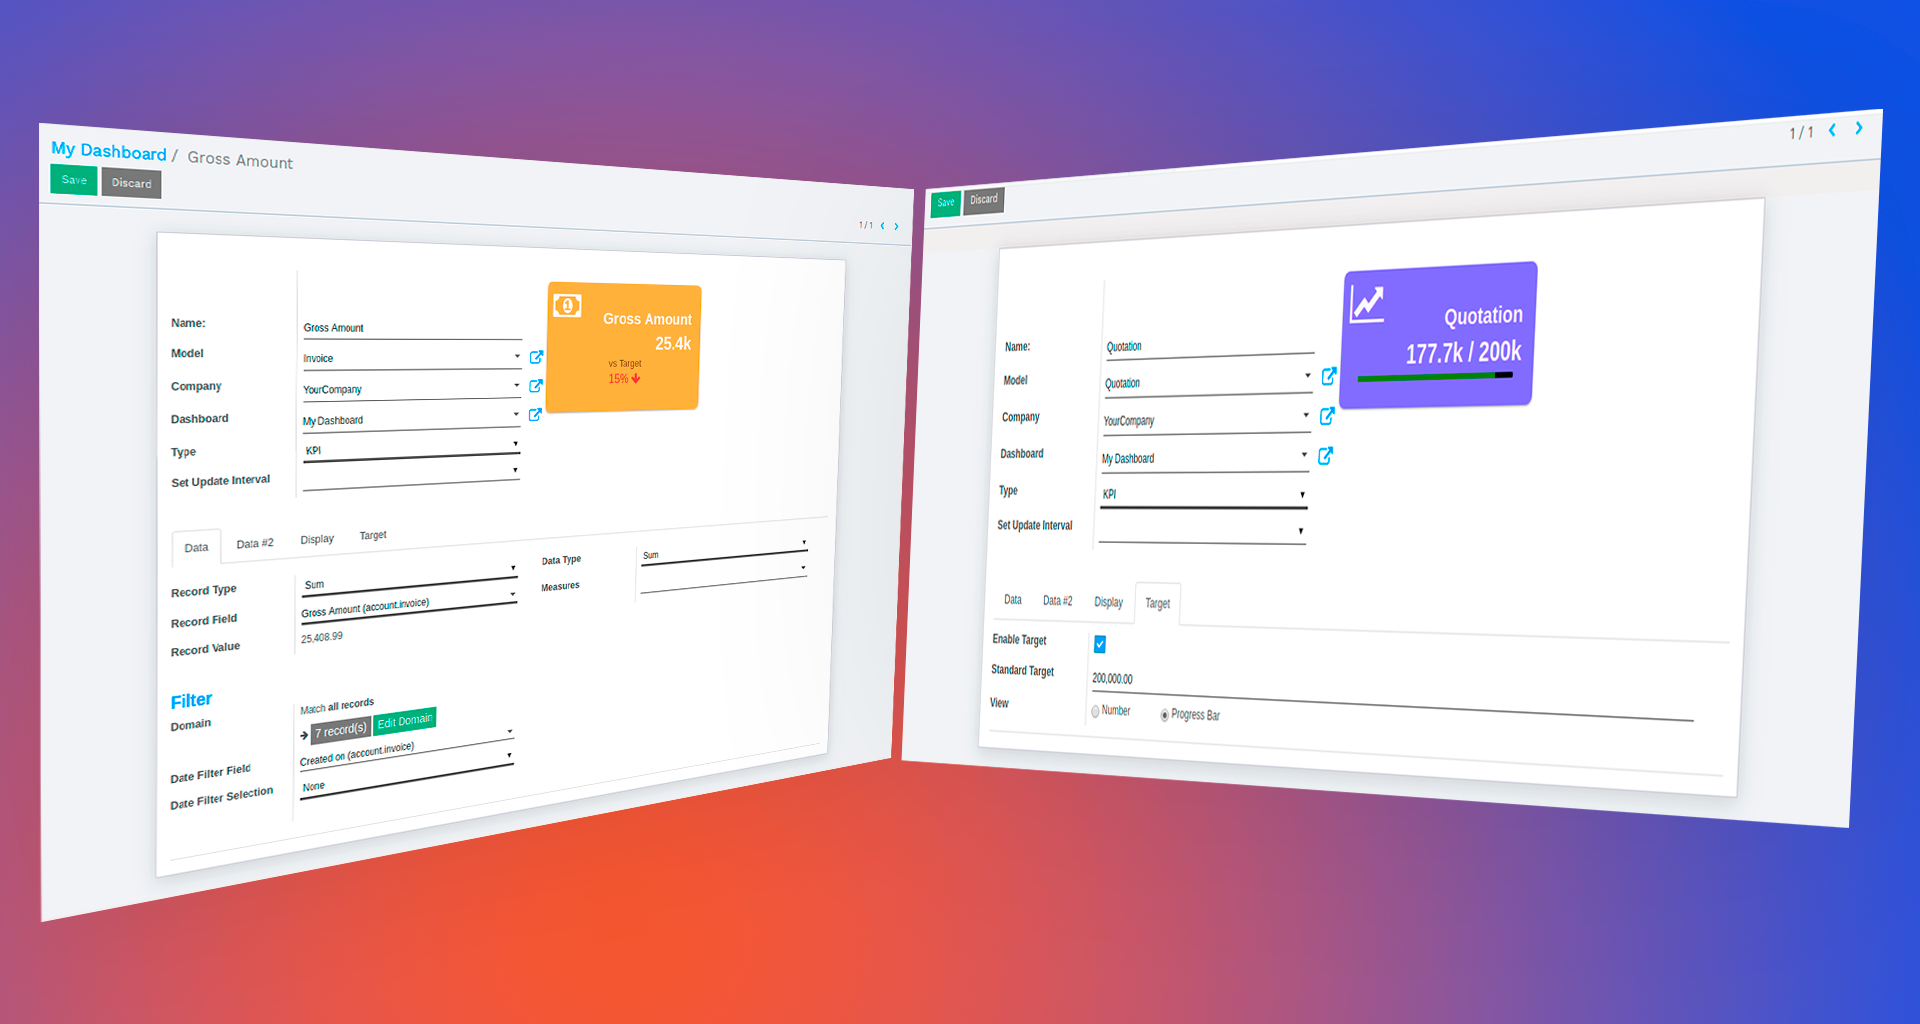 My Dashboard / Gross Amount
Save Discard
1 / 1
Name: Gross Amount
Model Invoice
Company YourCompany
Dashboard My Dashboard
Type KPI
Set Update Interval
Gross Amount
25.4k
vs Target
15%
Data Data #2 Display Target
Record Type Sum
Record Field Gross Amount (account.invoice)
Record Value 25,408.99
Data Type Sum
Measures
Filter
Domain Match all records
7 record(s) Edit Domain
Date Filter Field Created on (account.invoice)
Date Filter Selection None
Save Discard
1 / 1
Name: Quotation
Model Quotation
Company YourCompany
Dashboard My Dashboard
Type KPI
Set Update Interval
Quotation
177.7k / 200k
Data Data #2 Display Target
Enable Target
Standard Target 200,000.00
View Number Progress Bar